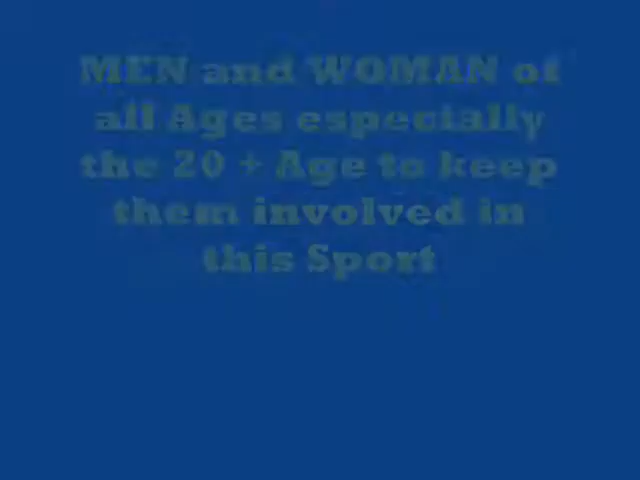 MEN and WOMAN of
all Ages especially
the 20 + Age to keep
them involved in
this Sport